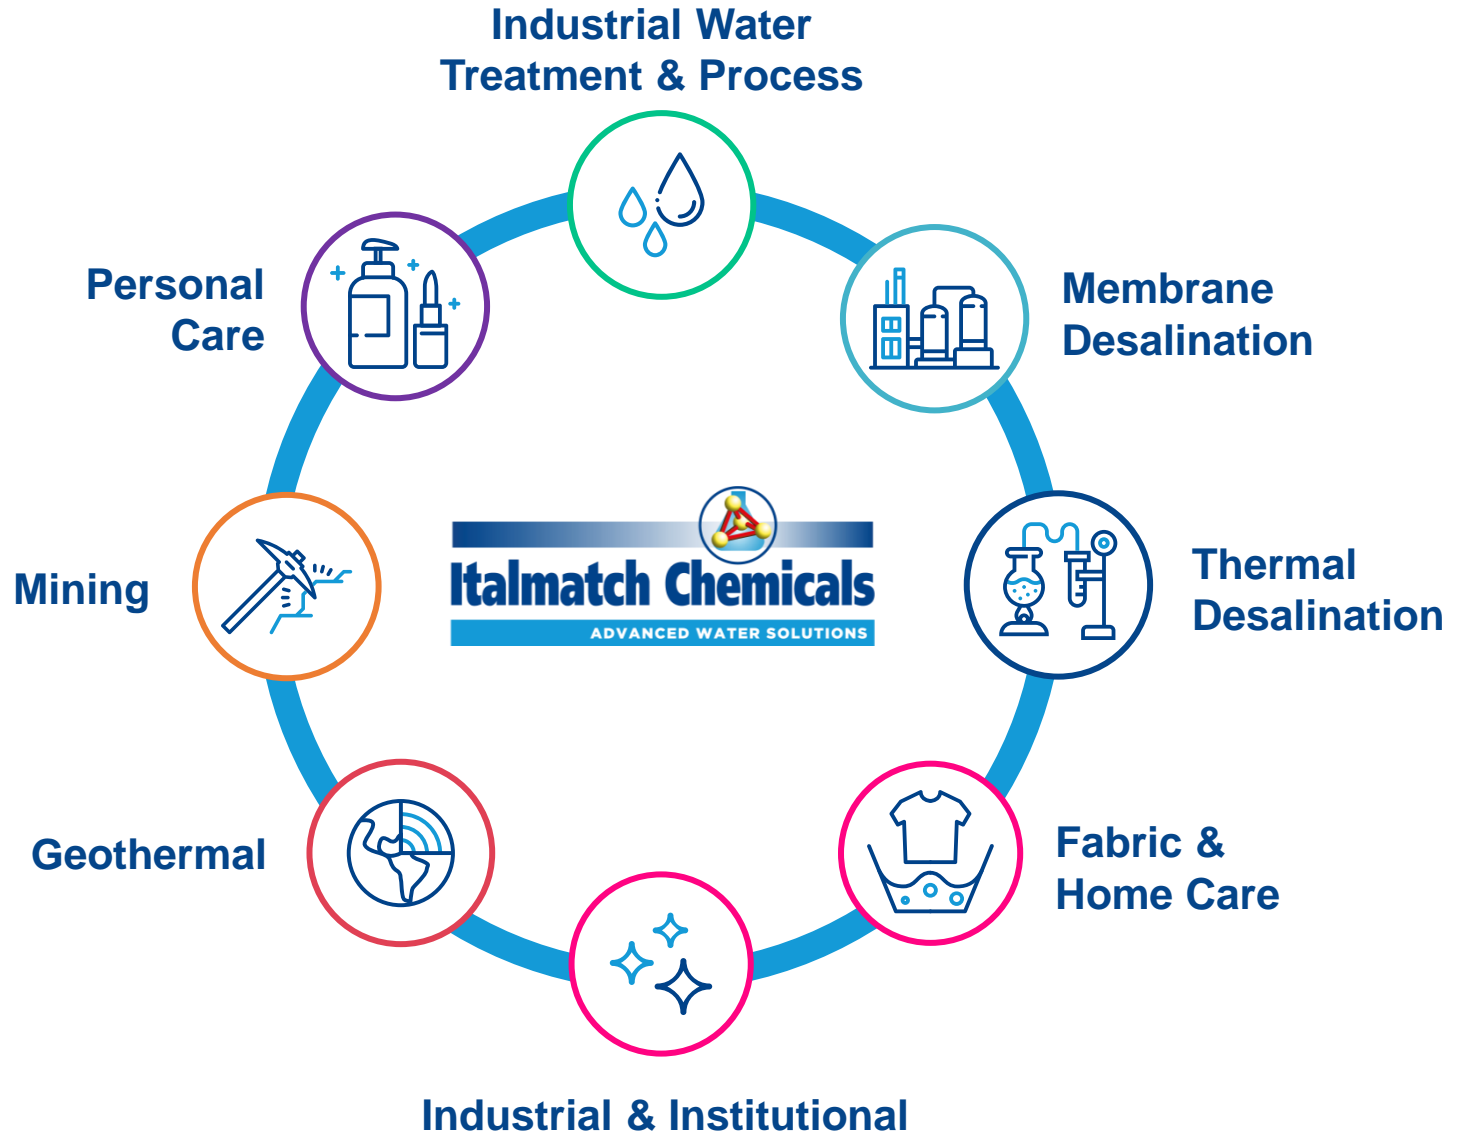 Industrial Water
Treatment & Process
Membrane
Desalination
Thermal
Desalination
Fabric &
Home Care
Industrial & Institutional
Geothermal
Mining
Personal
Care
Italmatch Chemicals
ADVANCED WATER SOLUTIONS